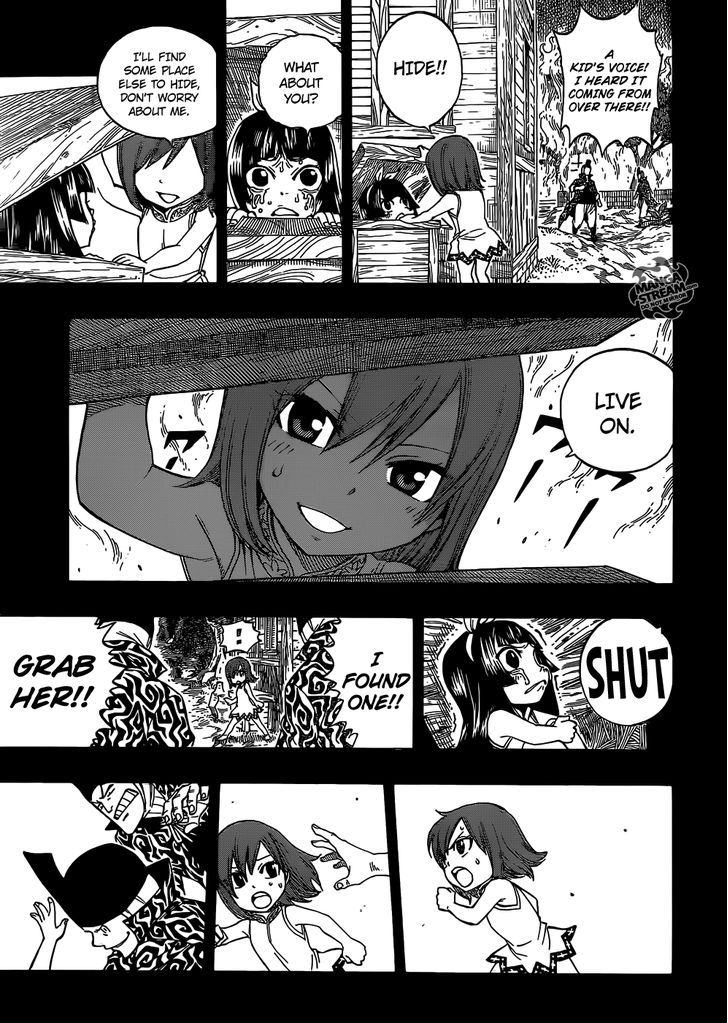 A
KID'S VOICE!
I HEARD IT
COMING FROM
OVER THERE!!
HIDE!!
WHAT
ABOUT
YOU?
I'LL FIND
SOME PLACE
ELSE TO HIDE,
DON'T WORRY
ABOUT ME.
MANGA
STREAM.com
LIVE
ON.
SHUT
!
I
FOUND
ONE!!
GRAB
HER!!